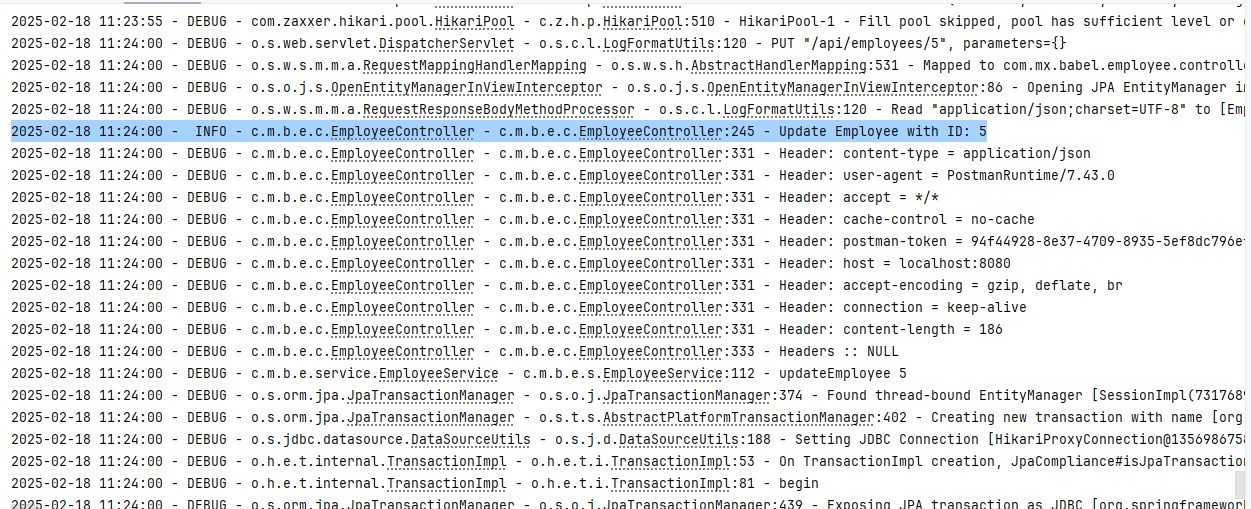 2025-02-18 11:23:55 - DEBUG - com.zaxxer.hikari.pool.HikariPool - c.z.h.p.HikariPool:510 - HikariPool-1 - Fill pool skipped, pool has sufficient level or
2025-02-18 11:24:00 - DEBUG - o.s.web.servlet.DispatcherServlet - o.s.c.l.LogFormatUtils:120 - PUT "/api/employees/5", parameters={}
2025-02-18 11:24:00 - DEBUG - o.s.w.s.m.m.a.RequestMappingHandlerMapping - o.s.w.s.h.AbstractHandlerMapping:531 - Mapped to com.mx.babel.employee.controll
2025-02-18 11:24:00 - DEBUG - o.s.o.j.s.OpenEntityManagerInViewInterceptor - o.s.o.j.s.OpenEntityManagerInViewInterceptor:86 - Opening JPA EntityManager i
2025-02-18 11:24:00 - DEBUG - o.s.w.s.m.m.a.RequestResponseBodyMethodProcessor - o.s.c.l.LogFormatUtils:120 - Read "application/json;charset=UTF-8" to [Em
2025-02-18 11:24:00 -  INFO - c.m.b.e.c.EmployeeController - c.m.b.e.c.EmployeeController:245 - Update Employee with ID: 5
2025-02-18 11:24:00 - DEBUG - c.m.b.e.c.EmployeeController - c.m.b.e.c.EmployeeController:331 - Header: content-type = application/json
2025-02-18 11:24:00 - DEBUG - c.m.b.e.c.EmployeeController - c.m.b.e.c.EmployeeController:331 - Header: user-agent = PostmanRuntime/7.43.0
2025-02-18 11:24:00 - DEBUG - c.m.b.e.c.EmployeeController - c.m.b.e.c.EmployeeController:331 - Header: accept = */*
2025-02-18 11:24:00 - DEBUG - c.m.b.e.c.EmployeeController - c.m.b.e.c.EmployeeController:331 - Header: cache-control = no-cache
2025-02-18 11:24:00 - DEBUG - c.m.b.e.c.EmployeeController - c.m.b.e.c.EmployeeController:331 - Header: postman-token = 94f44928-8e37-4709-8935-5ef8dc796e
2025-02-18 11:24:00 - DEBUG - c.m.b.e.c.EmployeeController - c.m.b.e.c.EmployeeController:331 - Header: host = localhost:8080
2025-02-18 11:24:00 - DEBUG - c.m.b.e.c.EmployeeController - c.m.b.e.c.EmployeeController:331 - Header: accept-encoding = gzip, deflate, br
2025-02-18 11:24:00 - DEBUG - c.m.b.e.c.EmployeeController - c.m.b.e.c.EmployeeController:331 - Header: connection = keep-alive
2025-02-18 11:24:00 - DEBUG - c.m.b.e.c.EmployeeController - c.m.b.e.c.EmployeeController:331 - Header: content-length = 186
2025-02-18 11:24:00 - DEBUG - c.m.b.e.c.EmployeeController - c.m.b.e.c.EmployeeController:333 - Headers :: NULL
2025-02-18 11:24:00 - DEBUG - c.m.b.e.service.EmployeeService - c.m.b.e.s.EmployeeService:112 - updateEmployee 5
2025-02-18 11:24:00 - DEBUG - o.s.orm.jpa.JpaTransactionManager - o.s.o.j.JpaTransactionManager:374 - Found thread-bound EntityManager [SessionImpl(731768
2025-02-18 11:24:00 - DEBUG - o.s.orm.jpa.JpaTransactionManager - o.s.t.s.AbstractPlatformTransactionManager:402 - Creating new transaction with name [org
2025-02-18 11:24:00 - DEBUG - o.s.jdbc.datasource.DataSourceUtils - o.s.j.d.DataSourceUtils:188 - Setting JDBC Connection [HikariProxyConnection@135698675
2025-02-18 11:24:00 - DEBUG - o.h.e.t.internal.TransactionImpl - o.h.e.t.i.TransactionImpl:53 - On TransactionImpl creation, JpaCompliance#isJpaTransactio
2025-02-18 11:24:00 - DEBUG - o.h.e.t.internal.TransactionImpl - o.h.e.t.i.TransactionImpl:81 - begin
2025-02-18 11:24:00 - DEBUG - o.s.orm.jpa.JpaTransactionManager - o.s.o.j.JpaTransactionManager:439 - Exposing JPA transaction as JDBC [org.springframewor